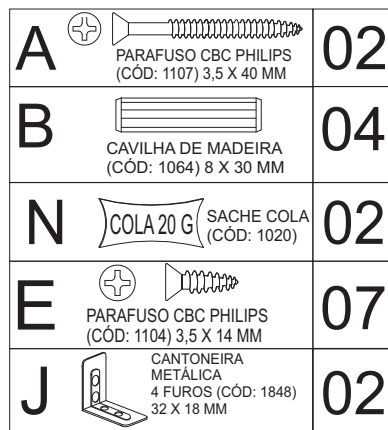 A
PARAFUSO CBC PHILIPS
(CÓD: 1107) 3,5 X 40 MM
02
B
CAVILHA DE MADEIRA
(CÓD: 1064) 8 X 30 MM
04
N
COLA 20 G
SACHE COLA
(CÓD: 1020)
02
E
PARAFUSO CBC PHILIPS
(CÓD: 1104) 3,5 X 14 MM
07
J
CANTONEIRA
METÁLICA
4 FUROS (CÓD: 1848)
32 X 18 MM
02